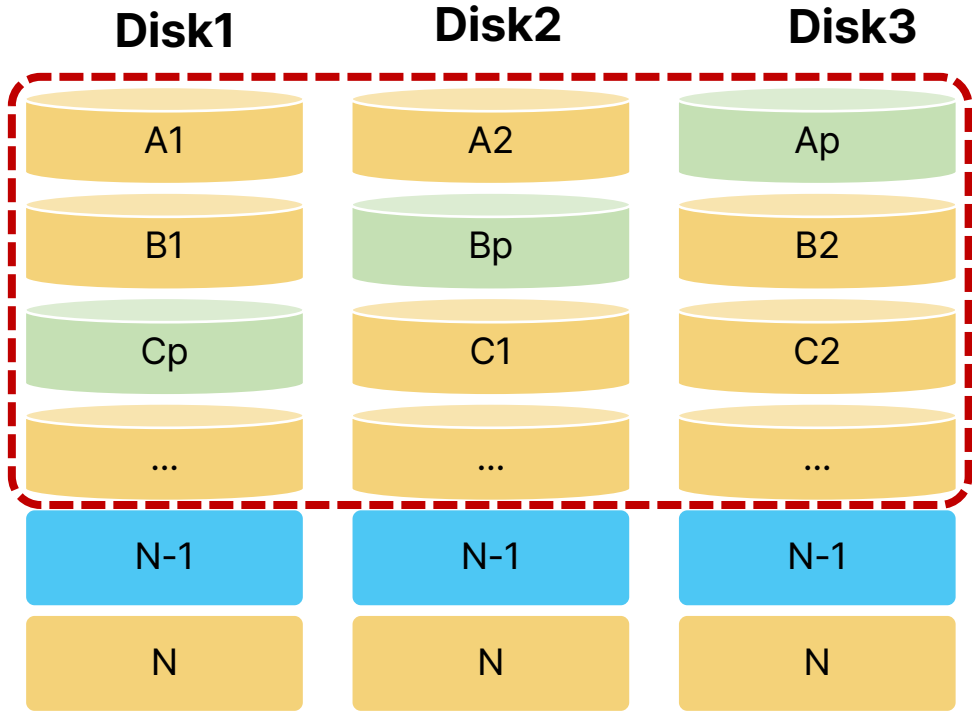 Disk1 Disk2 Disk3
A1 A2 Ap
B1 Bp B2
Cp C1 C2
... ... ...
N-1 N-1 N-1
N N N